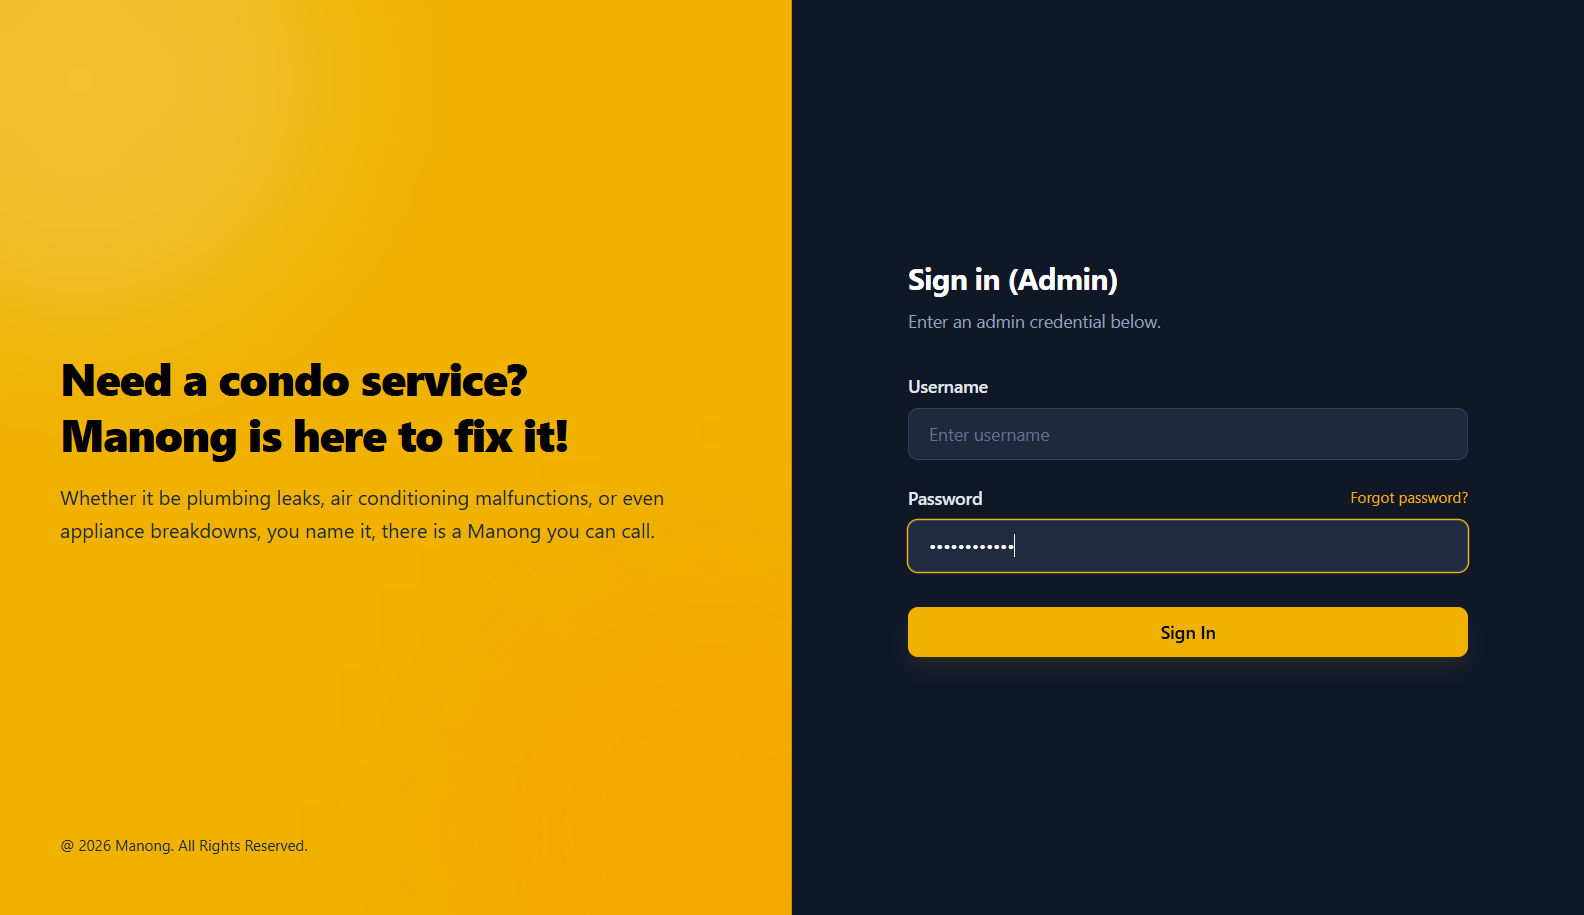 Need a condo service?
Manong is here to fix it!
Whether it be plumbing leaks, air conditioning malfunctions, or even
appliance breakdowns, you name it, there is a Manong you can call.
@ 2026 Manong. All Rights Reserved.
Sign in (Admin)
Enter an admin credential below.
Username
Enter username
Password
Forgot password?
••••••••••••
Sign In